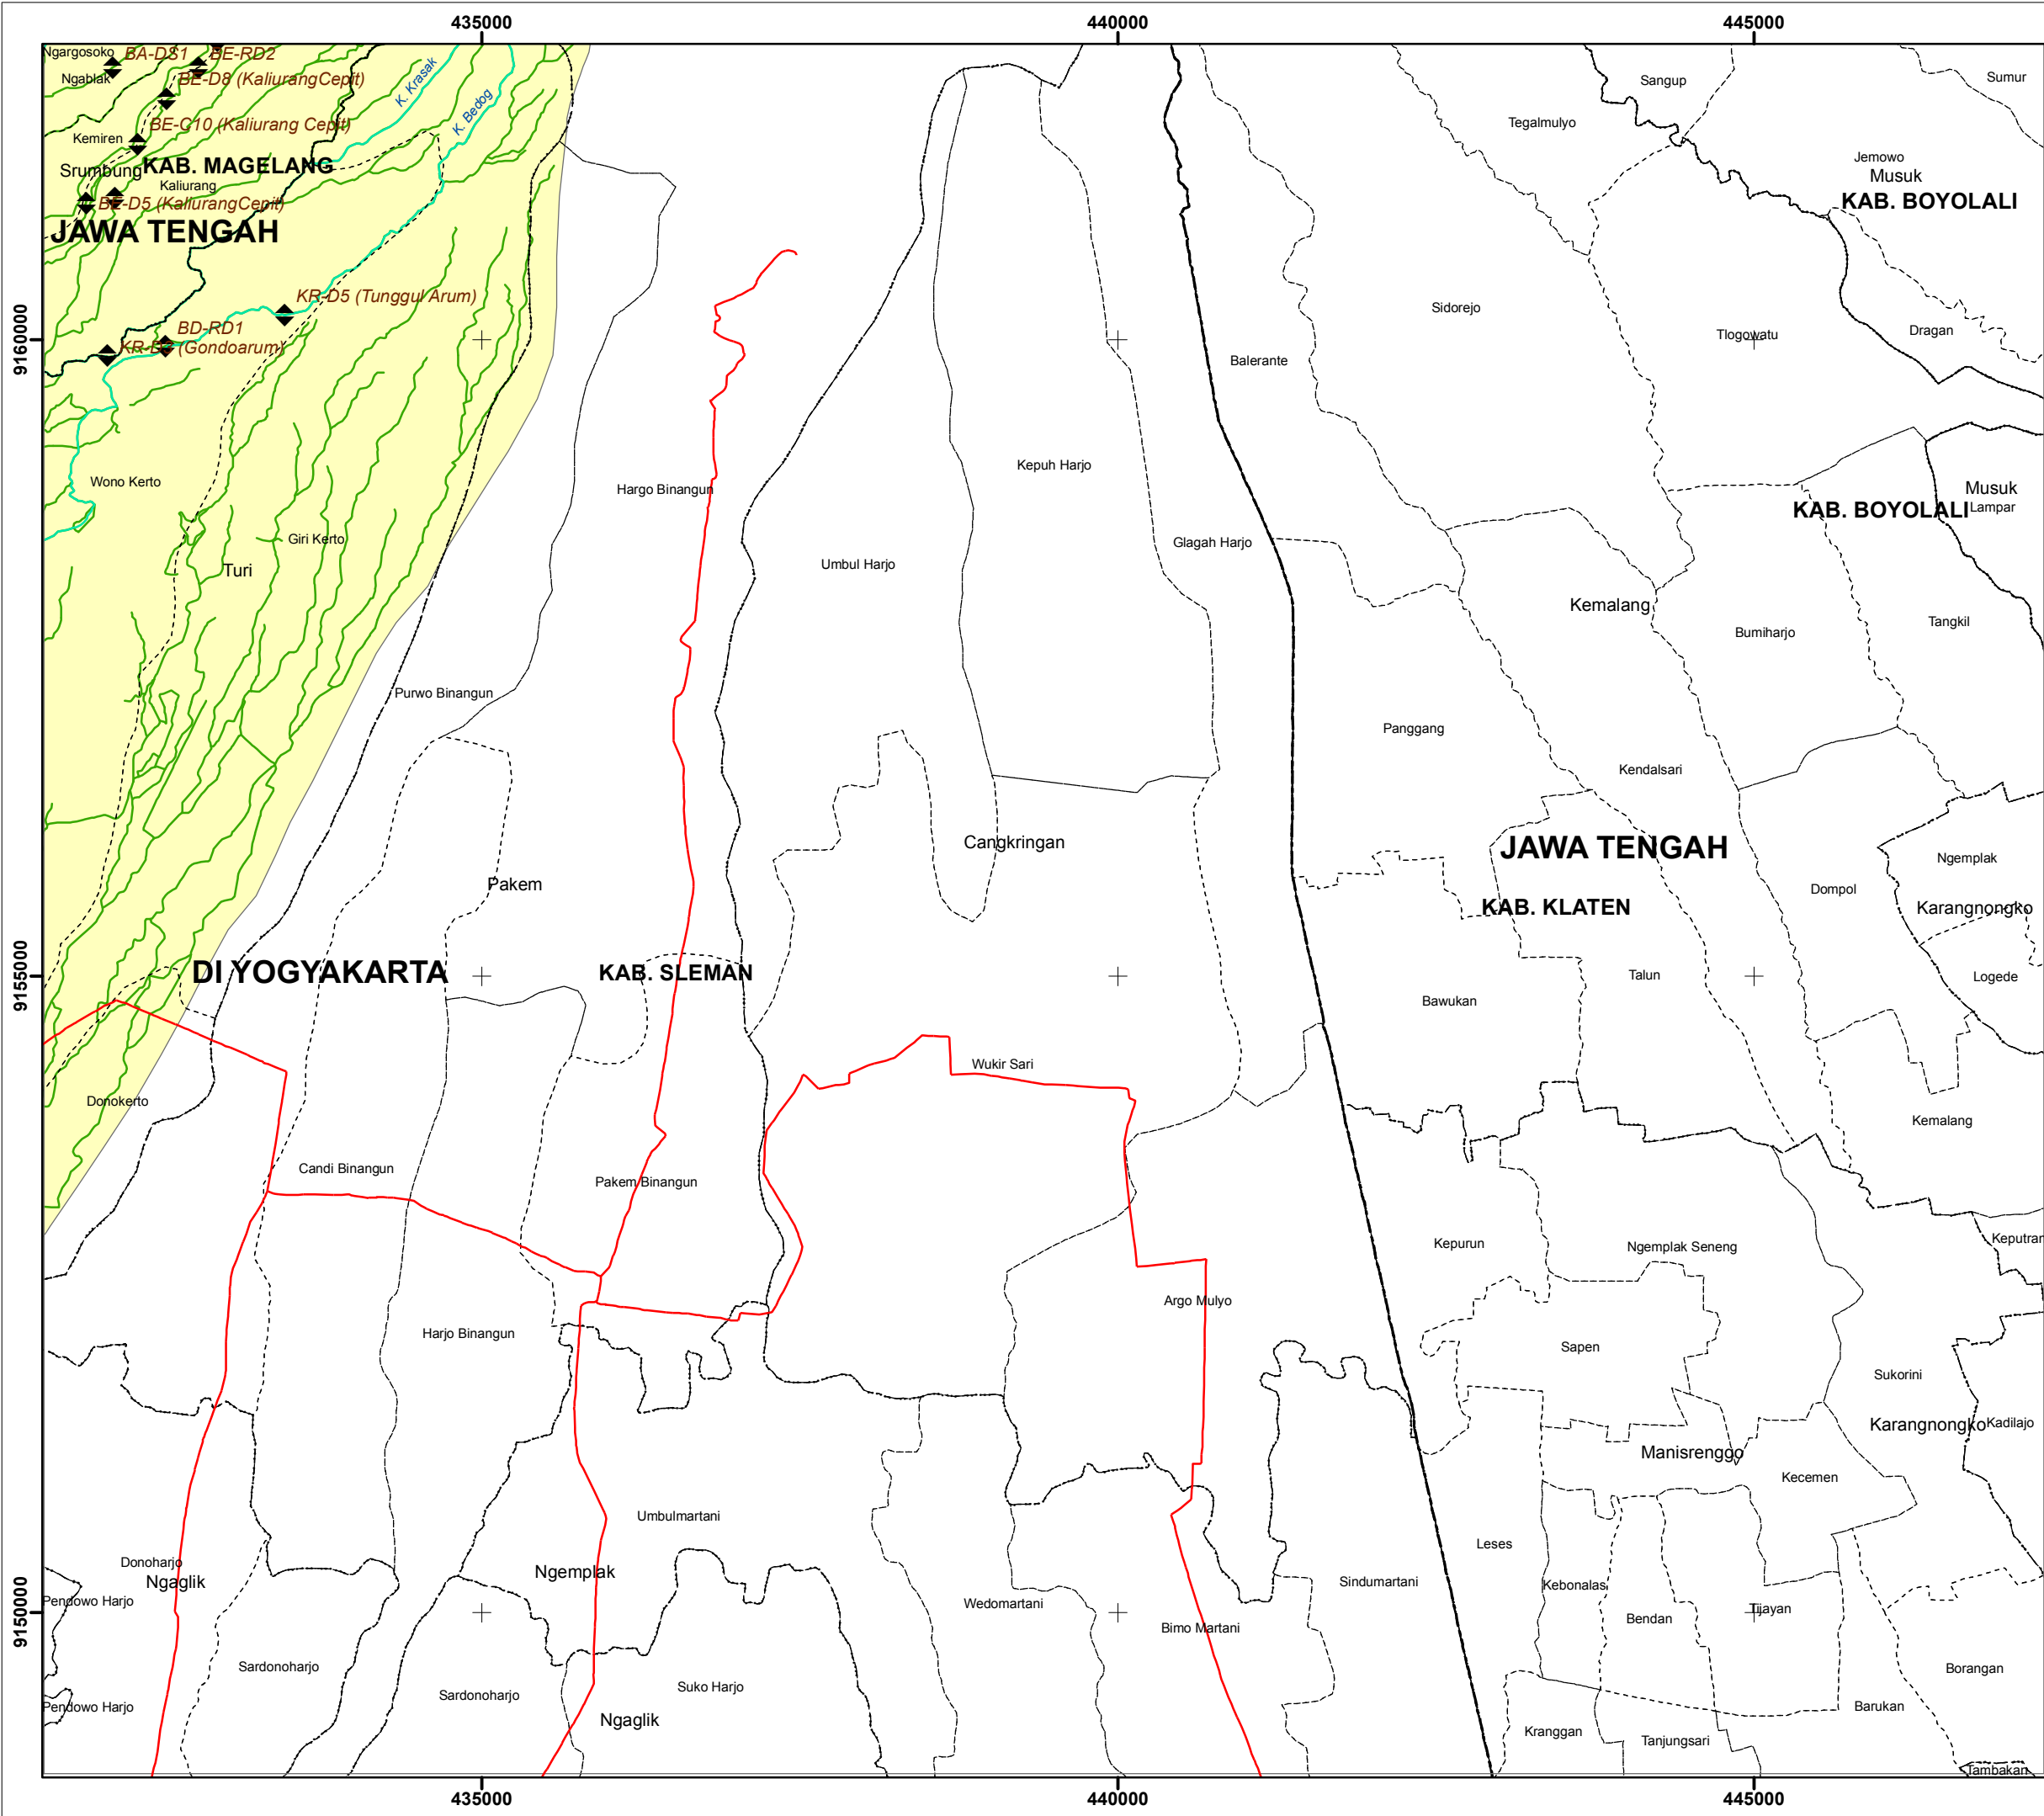 435000
440000
445000
Ngargosoko
BA-DS1
BE-RD2
Ngablak
BE-D8 (KaliurangCepit)
K. Krasak
K. Bedog
Sangup
Sumur
Tegalmulyo
BE-C10 (Kaliurang Cepit)
Kemiren
KAB. MAGELANG
Srumbung
Kaliurang
Jemowo
Musuk
KAB. BOYOLALI
BE-D5 (KaliurangCepit)
JAWA TENGAH
KR-D5 (Tunggul Arum)
BD-RD1
(Gondoarum)
9160000
Sidorejo
Tlogowatu
Dragan
Balerante
Wono Kerto
Hargo Binangun
Kepuh Harjo
Musuk
KAB. BOYOLALI
Lampar
Giri Kerto
Turi
Umbul Harjo
Glagah Harjo
Kemalang
Bumiharjo
Tangkil
Purwo Binangun
Panggang
Kendalsari
Cangkringan
JAWA TENGAH
Ngemplak
Pakem
Dompol
KAB. KLATEN
Karangnongko
9155000
DI YOGYAKARTA
KAB. SLEMAN
Bawukan
Talun
Logede
Wukir Sari
Donokerto
Kemalang
Candi Binangun
Pakem Binangun
Kepurun
Ngemplak Seneng
Keputran
Argo Mulyo
Harjo Binangun
Sapen
Sukorini
Karangnongko
Kadilajo
Manisrenggo
Kecemen
Umbulmartani
Leses
Donoharjo
Ngaglik
Ngemplak
Sindumartani
Kebonalas
Pendowo Harjo
Wedomartani
Bendan
Tijayan
9150000
Bimo Martani
Sardonoharjo
Sardonoharjo
Suko Harjo
Borangan
Pendowo Harjo
Ngaglik
Barukan
Kranggan
Tanjungsari
Tambakan
435000
440000
445000